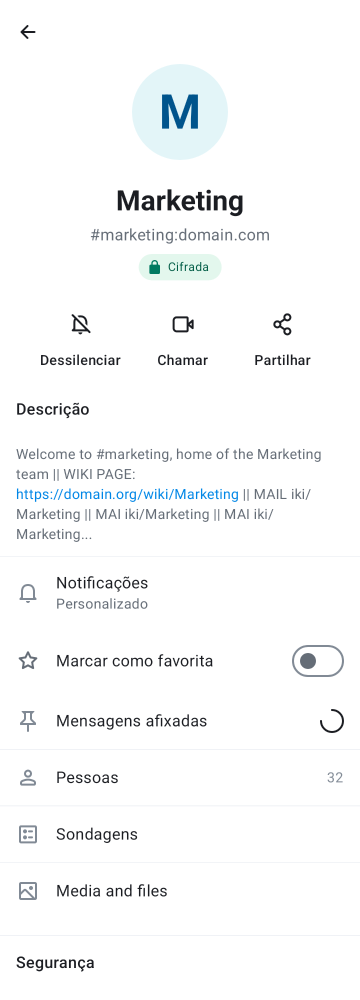 M
Marketing
#marketing:domain.com
Cifrada
Dessilenciar
Chamar
Partilhar
Descrição
Welcome to #marketing, home of the Marketing
team || WIKI PAGE:
https://domain.org/wiki/Marketing || MAIL iki/
Marketing || MAI iki/Marketing || MAI iki/
Marketing...
Notificações
Personalizado
Marcar como favorita
Mensagens afixadas
Pessoas 32
Sondagens
Media and files
Segurança